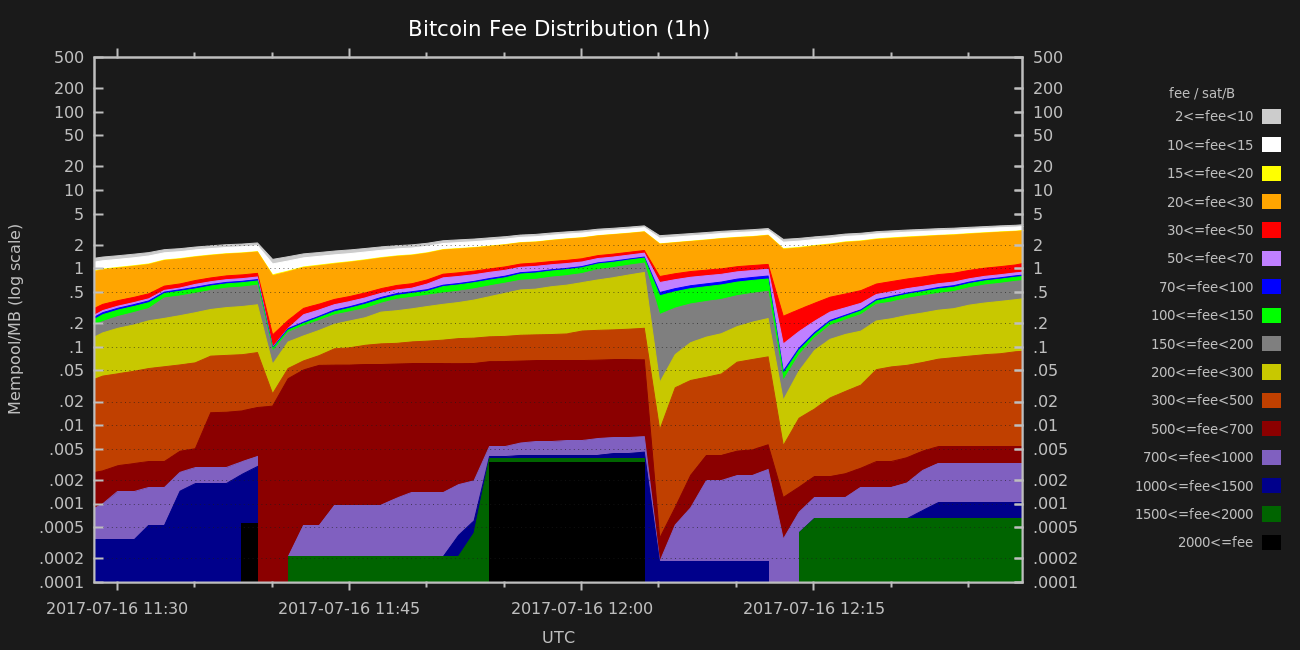 Bitcoin Fee Distribution (1h)
500 500
200 200
100 100
50 50
20 20
10 10
5 5
2 2
1 1
.5 .5
.2 .2
.1 .1
.05 .05
.02 .02
.01 .01
.005 .005
.002 .002
.001 .001
.0005 .0005
.0002 .0002
.0001 .0001
Mempool/MB (log scale)
2017-07-16 11:30 2017-07-16 11:45 2017-07-16 12:00 2017-07-16 12:15
UTC
fee / sat/B
2<=fee<10
10<=fee<15
15<=fee<20
20<=fee<30
30<=fee<50
50<=fee<70
70<=fee<100
100<=fee<150
150<=fee<200
200<=fee<300
300<=fee<500
500<=fee<700
700<=fee<1000
1000<=fee<1500
1500<=fee<2000
2000<=fee